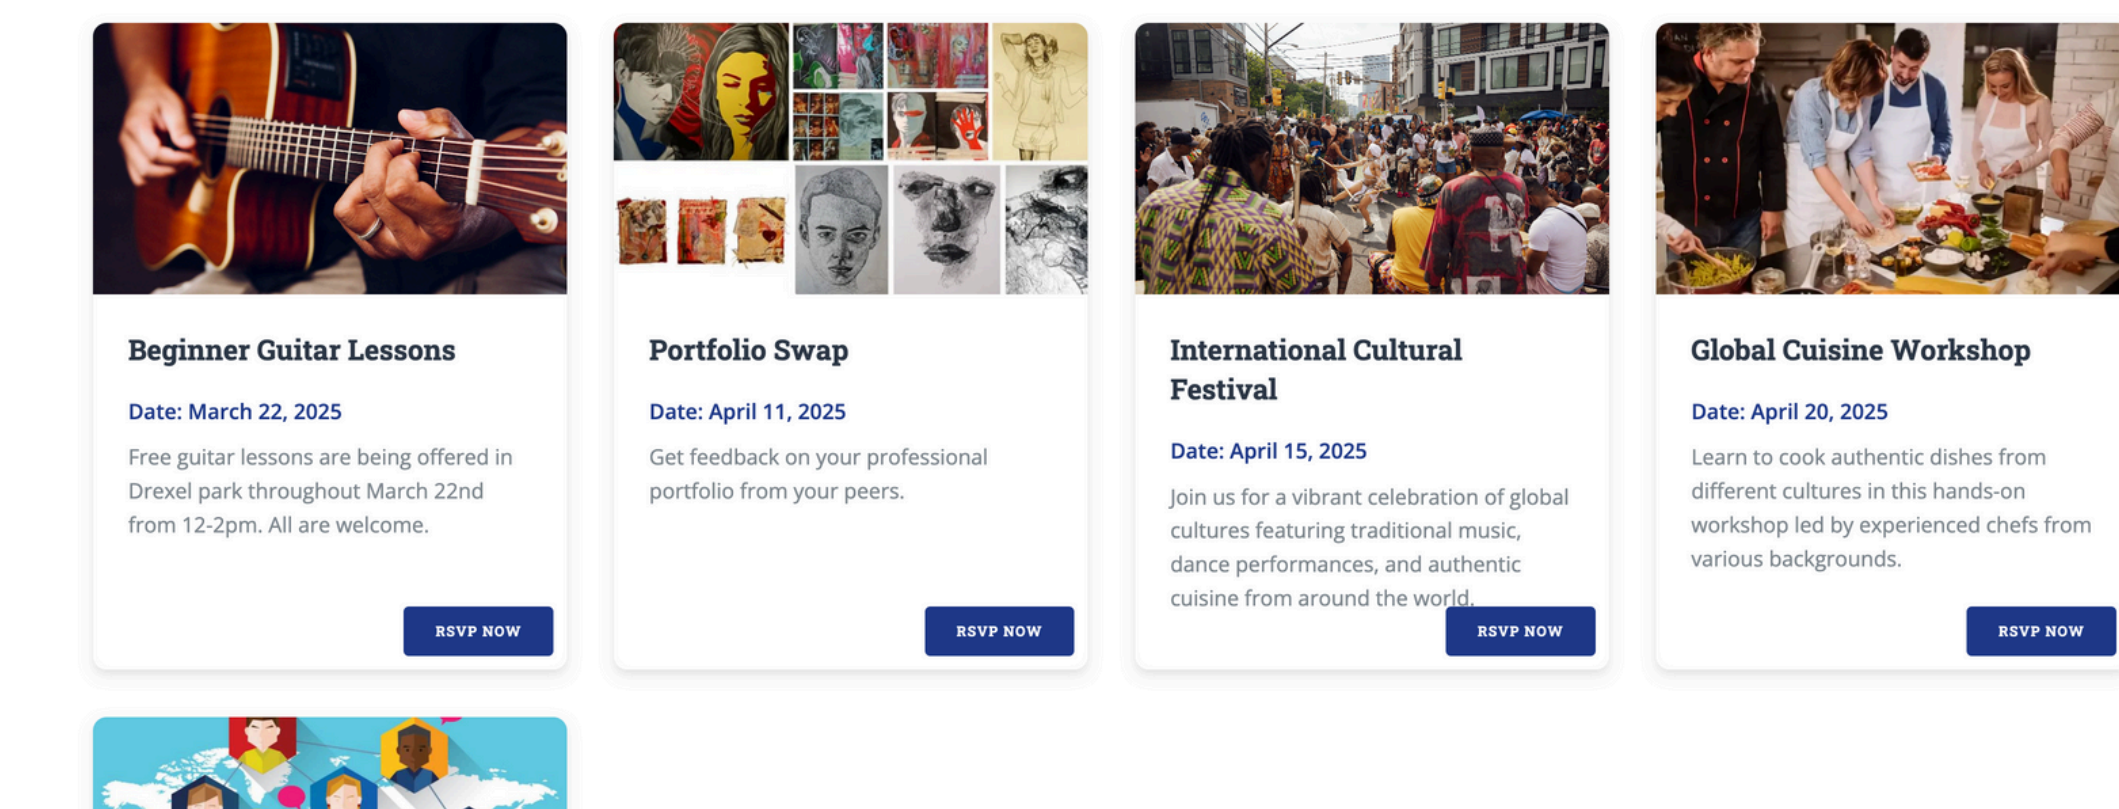 Beginner Guitar Lessons
Date: March 22, 2025
Free guitar lessons are being offered in
Drexel park throughout March 22nd
from 12-2pm. All are welcome.
RSVP NOW
Portfolio Swap
Date: April 11, 2025
Get feedback on your professional
portfolio from your peers.
RSVP NOW
International Cultural
Festival
Date: April 15, 2025
Join us for a vibrant celebration of global
cultures featuring traditional music,
dance performances, and authentic
cuisine from around the world.
RSVP NOW
Global Cuisine Workshop
Date: April 20, 2025
Learn to cook authentic dishes from
different cultures in this hands-on
workshop led by experienced chefs from
various backgrounds.
RSVP NOW